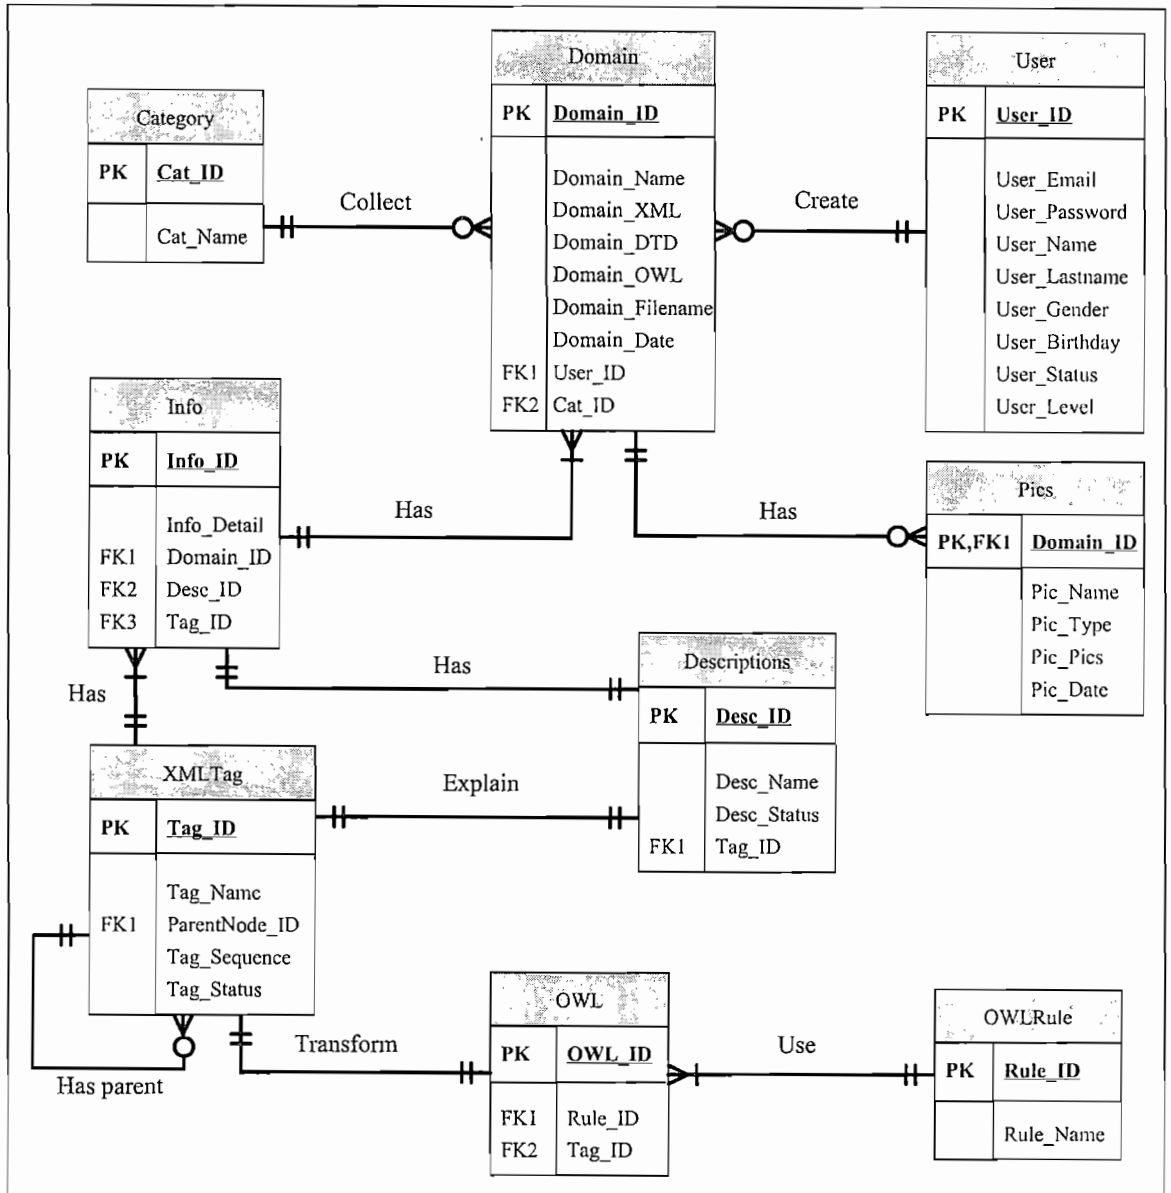 Category
PK Cat_ID
Cat_Name
Collect
Domain
PK Domain_ID
Domain_Name
Domain_XML
Domain_DTD
Domain_OWL
Domain_Filename
Domain_Date
FK1 User_ID
FK2 Cat_ID
Create
User
PK User_ID
User_Email
User_Password
User_Name
User_Lastname
User_Gender
User_Birthday
User_Status
User_Level
Info
PK Info_ID
Info_Detail
FK1 Domain_ID
FK2 Desc_ID
FK3 Tag_ID
Has
Has
Pics
PK,FK1 Domain_ID
Pic_Name
Pic_Type
Pic_Pics
Pic_Date
Has
Has
Descriptions
PK Desc_ID
Desc_Name
Desc_Status
FK1 Tag_ID
XMLTag
PK Tag_ID
Tag_Name
FK1 ParentNode_ID
Tag_Sequence
Tag_Status
Explain
Has parent
Transform
OWL
PK OWL_ID
FK1 Rule_ID
FK2 Tag_ID
Use
OWLRule
PK Rule_ID
Rule_Name